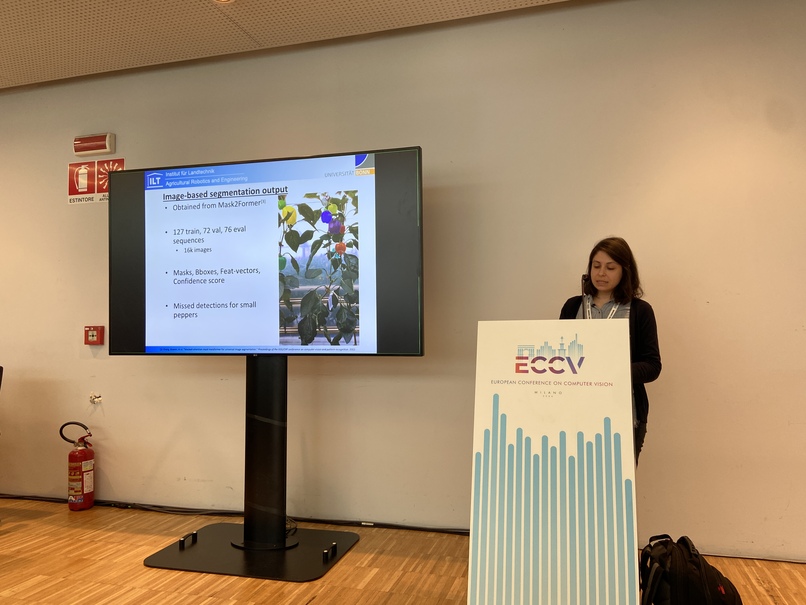 ESTINTORE
ILT
Institut für Landtechnik
Agricultural Robotics and Engineering
UNIVERSITÄT BONN
Image-based segmentation output
• Obtained from Mask2Former
• 127 train, 72 val, 76 eval
sequences
• 16k images
• Masks, Bboxes, Feat-vectors,
Confidence score
• Missed detections for small
peppers
ECCV
EUROPEAN CONFERENCE ON COMPUTER VISION
MILANO